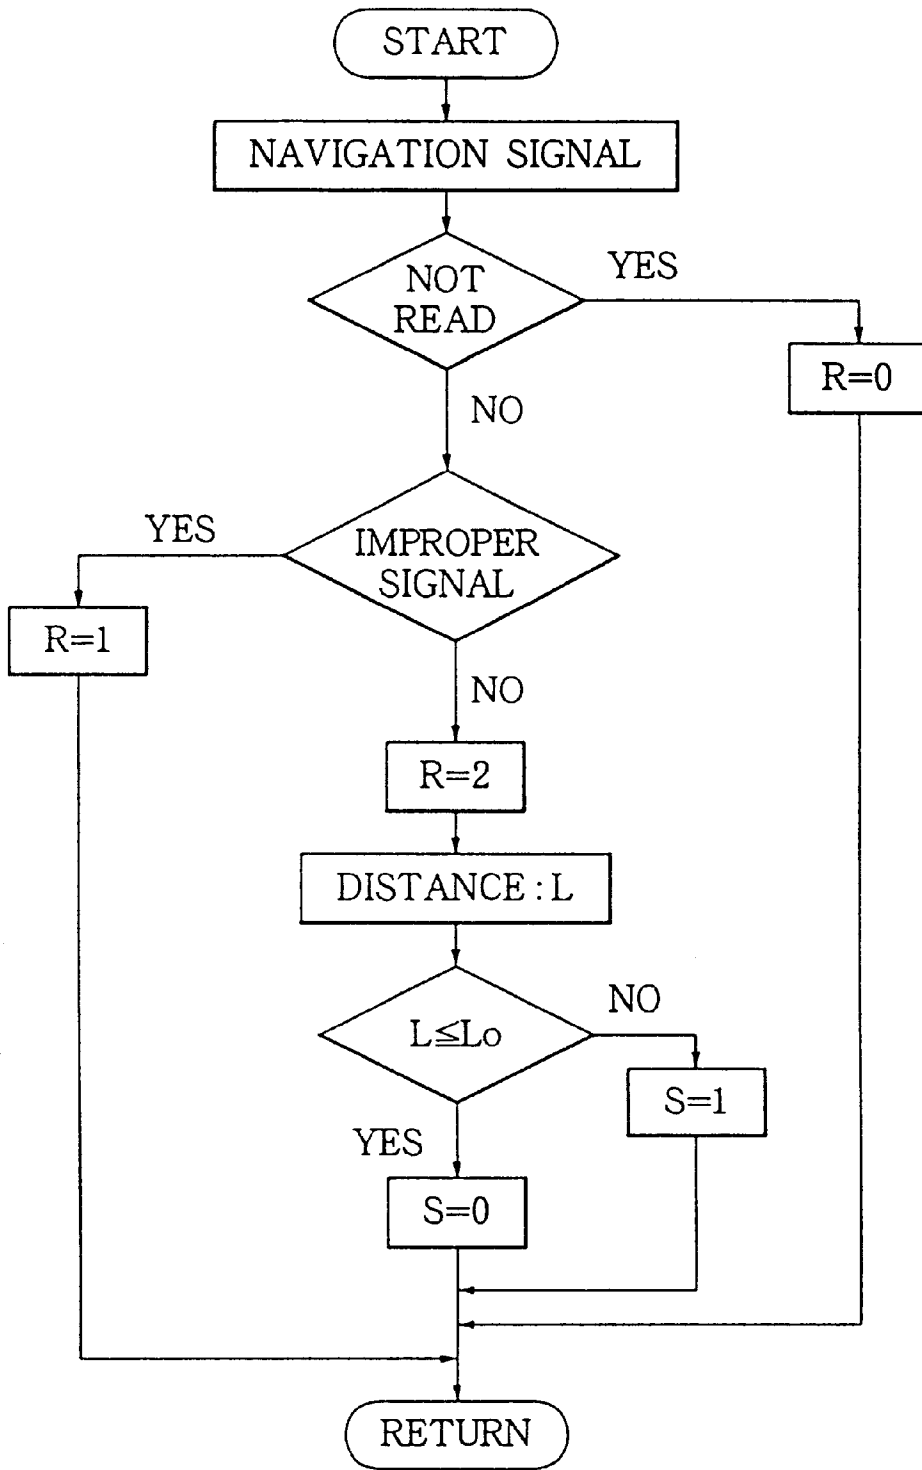 START
NAVIGATION SIGNAL
NOT
READ
YES
R=0
NO
IMPROPER
SIGNAL
YES
R=1
NO
R=2
DISTANCE:L
L≦Lo
NO
S=1
YES
S=0
RETURN